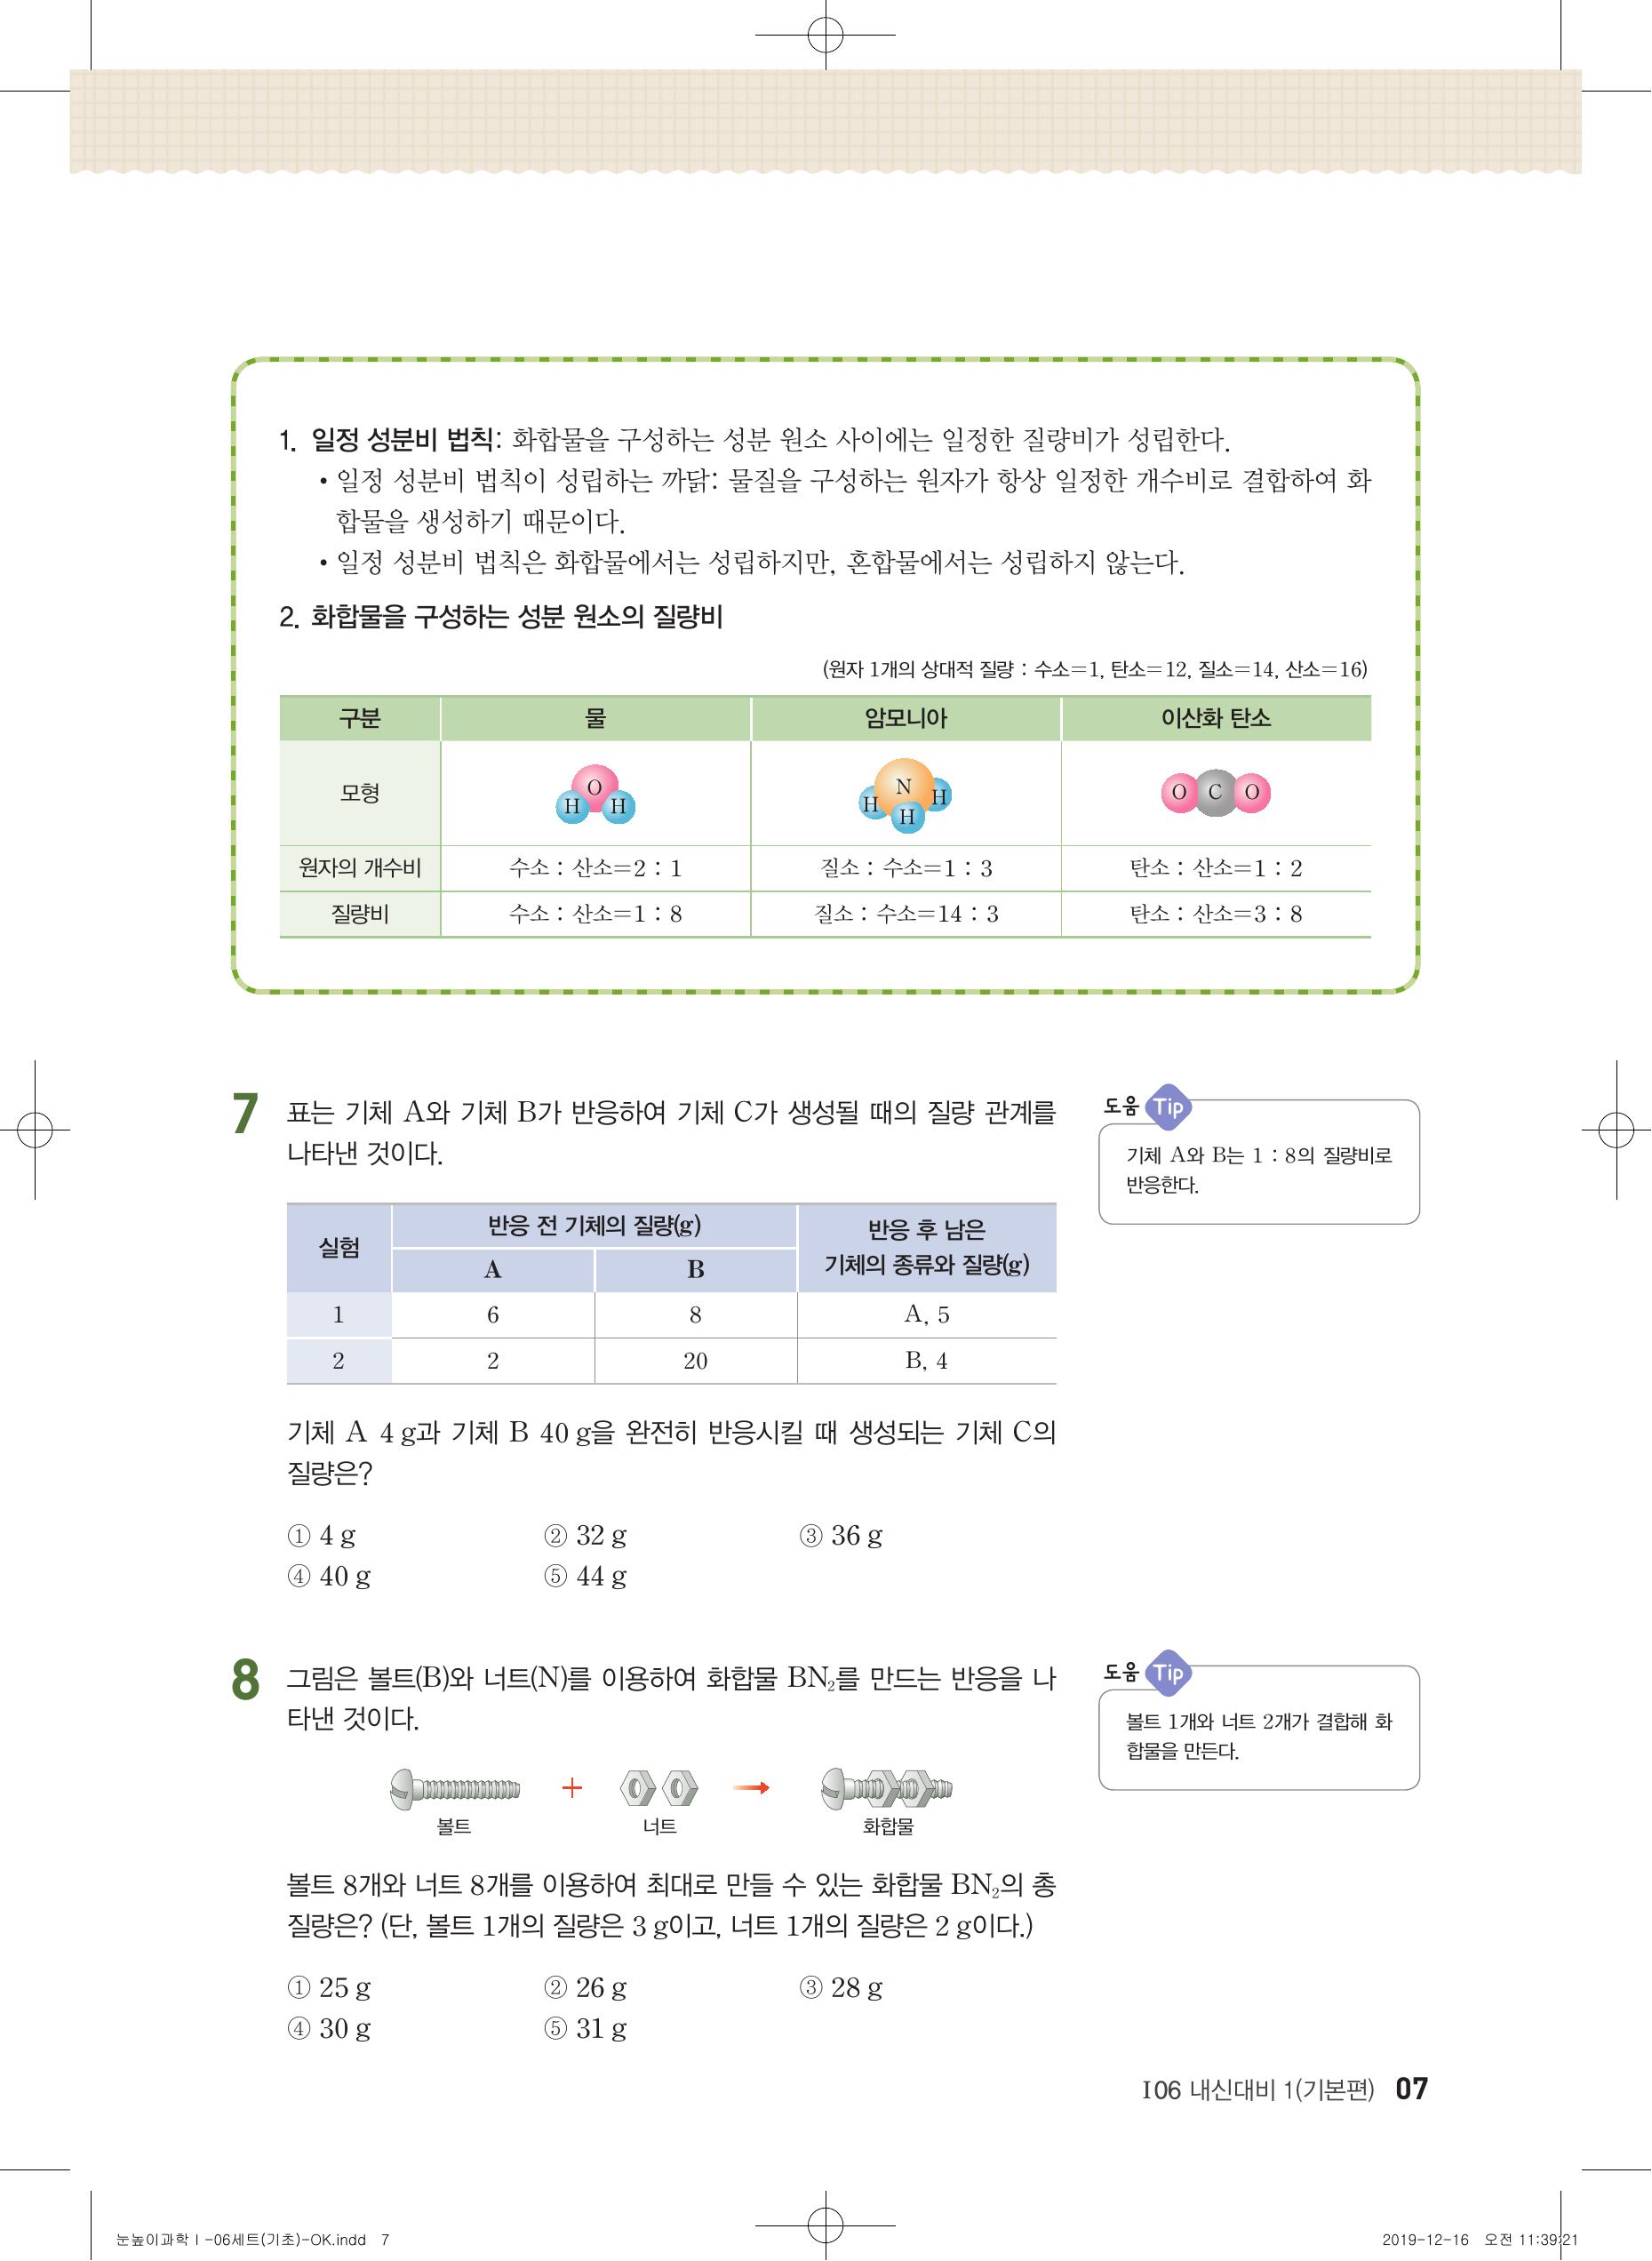 1. 일정 성분비 법칙: 화합물을 구성하는 성분 원소 사이에는 일정한 질량비가 성립한다.
• 일정 성분비 법칙이 성립하는 까닭: 물질을 구성하는 원자가 항상 일정한 개수비로 결합하여 화
합물을 생성하기 때문이다.
• 일정 성분비 법칙은 화합물에서는 성립하지만, 혼합물에서는 성립하지 않는다.
2. 화합물을 구성하는 성분 원소의 질량비
(원자 1개의 상대적 질량 : 수소=1, 탄소=12, 질소=14, 산소=16)
구분 물 암모니아 이산화 탄소
모형 H O H H N H H O C O
원자의 개수비 수소 : 산소=2 : 1 질소 : 수소=1 : 3 탄소 : 산소=1 : 2
질량비 수소 : 산소=1 : 8 질소 : 수소=14 : 3 탄소 : 산소=3 : 8
7 표는 기체 A와 기체 B가 반응하여 기체 C가 생성될 때의 질량 관계를
나타낸 것이다.
도움 Tip
기체 A와 B는 1 : 8의 질량비로
반응한다.
실험 반응 전 기체의 질량(g) 반응 후 남은
기체의 종류와 질량(g)
A B
1 6 8 A, 5
2 2 20 B, 4
기체 A 4 g과 기체 B 40 g을 완전히 반응시킬 때 생성되는 기체 C의
질량은?
① 4 g ② 32 g ③ 36 g
④ 40 g ⑤ 44 g
8 그림은 볼트(B)와 너트(N)를 이용하여 화합물 BN₂를 만드는 반응을 나
타낸 것이다.
도움 Tip
볼트 1개와 너트 2개가 결합해 화
합물을 만든다.
+
볼트 너트 화합물
볼트 8개와 너트 8개를 이용하여 최대로 만들 수 있는 화합물 BN₂의 총
질량은? (단, 볼트 1개의 질량은 3 g이고, 너트 1개의 질량은 2 g이다.)
① 25 g ② 26 g ③ 28 g
④ 30 g ⑤ 31 g
I06 내신대비 1(기본편) 07
눈높이과학 I -06세트(기초)-OK.indd 7 2019-12-16 오전 11:39:21